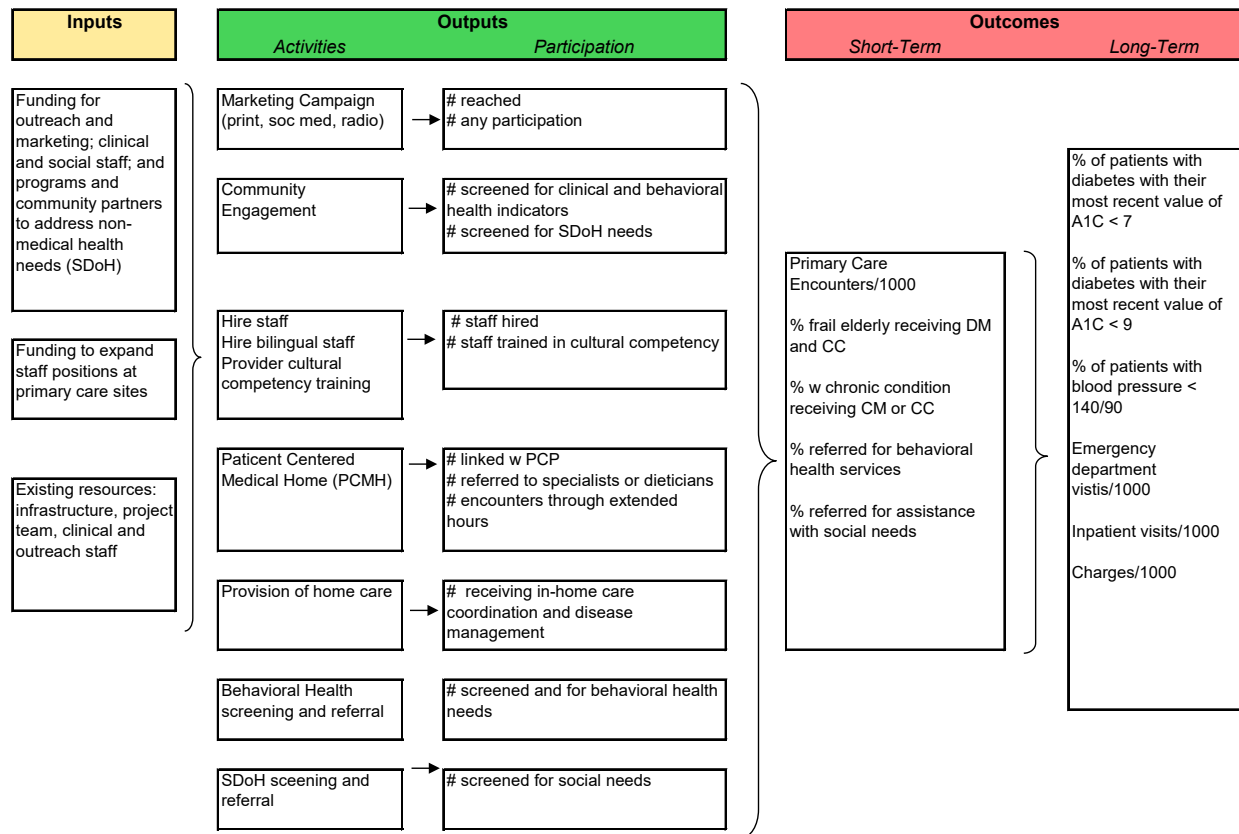 Inputs
Outputs
Activities
Participation
Outcomes
Short-Term
Long-Term
Funding for
outreach and
marketing; clinical
and social staff; and
programs and
community partners
to address non-
medical health
needs (SDoH)
Funding to expand
staff positions at
primary care sites
Existing resources:
infrastructure, project
team, clinical and
outreach staff
Marketing Campaign
(print, soc med, radio)
# reached
# any participation
Community
Engagement
# screened for clinical and behavioral
health indicators
# screened for SDoH needs
Hire staff
Hire bilingual staff
Provider cultural
competency training
# staff hired
# staff trained in cultural competency
Paticent Centered
Medical Home (PCMH)
# linked w PCP
# referred to specialists or dieticians
# encounters through extended
hours
Provision of home care
# receiving in-home care
coordination and disease
management
Behavioral Health
screening and referral
# screened and for behavioral health
needs
SDoH sceening and
referral
# screened for social needs
Primary Care
Encounters/1000
% frail elderly receiving DM
and CC
% w chronic condition
receiving CM or CC
% referred for behavioral
health services
% referred for assistance
with social needs
% of patients with
diabetes with their
most recent value of
A1C < 7
% of patients with
diabetes with their
most recent value of
A1C < 9
% of patients with
blood pressure <
140/90
Emergency
department
vistis/1000
Inpatient visits/1000
Charges/1000